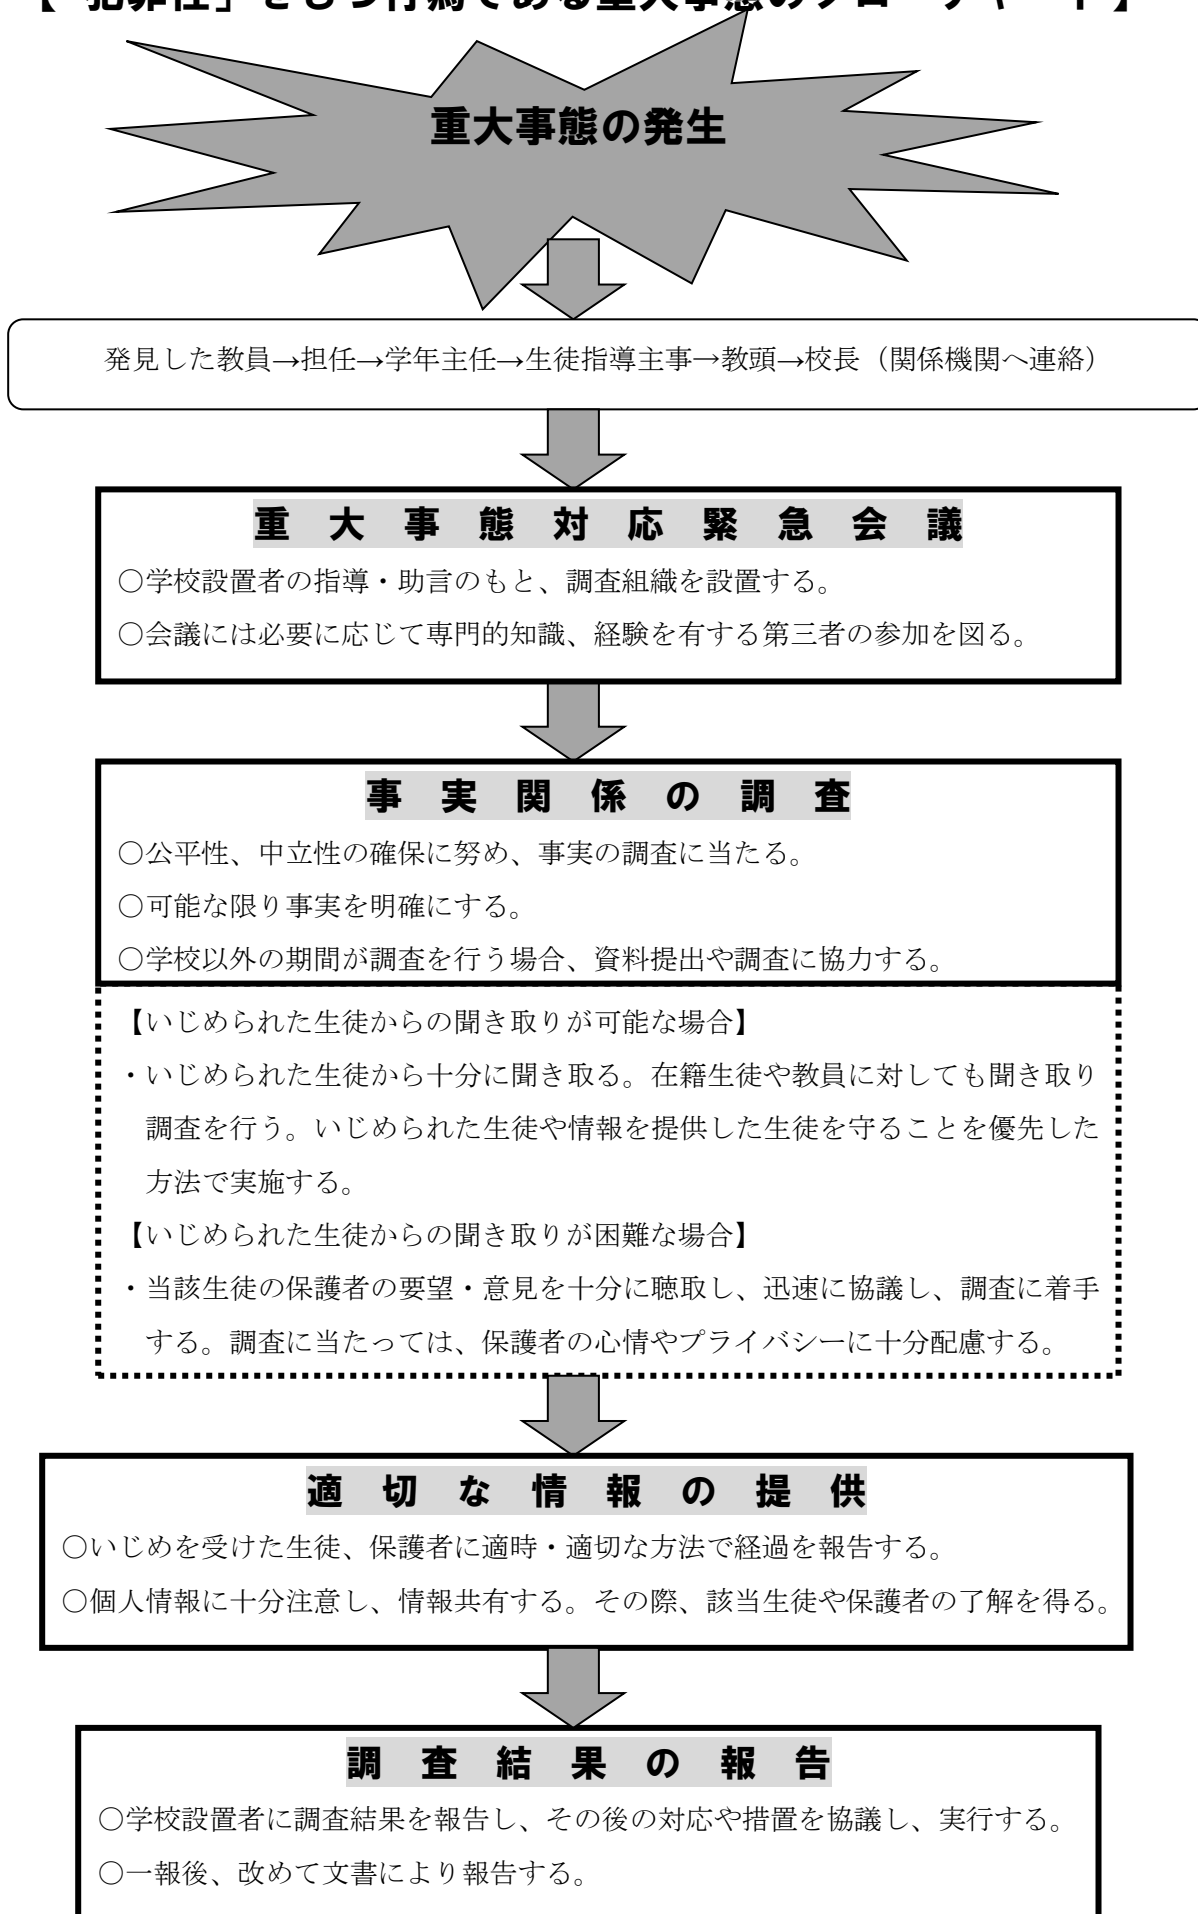 【「犯罪性」をもつ行為である重大事態のフローチャート】
重大事態の発生
発見した教員→担任→学年主任→生徒指導主事→教頭→校長（関係機関へ連絡）
重大事態対応緊急会議
○学校設置者の指導・助言のもと、調査組織を設置する。
○会議には必要に応じて専門的知識、経験を有する第三者の参加を図る。
事実関係の調査
○公平性、中立性の確保に努め、事実の調査に当たる。
○可能な限り事実を明確にする。
○学校以外の期間が調査を行う場合、資料提出や調査に協力する。
【いじめられた生徒からの聞き取りが可能な場合】
・いじめられた生徒から十分に聞き取る。在籍生徒や教員に対しても聞き取り
調査を行う。いじめられた生徒や情報を提供した生徒を守ることを優先した
方法で実施する。
【いじめられた生徒からの聞き取りが困難な場合】
・当該生徒の保護者の要望・意見を十分に聴取し、迅速に協議し、調査に着手
する。調査に当たっては、保護者の心情やプライバシーに十分配慮する。
適切な情報の提供
○いじめを受けた生徒、保護者に適時・適切な方法で経過を報告する。
○個人情報に十分注意し、情報共有する。その際、該当生徒や保護者の了解を得る。
調査結果の報告
○学校設置者に調査結果を報告し、その後の対応や措置を協議し、実行する。
○一報後、改めて文書により報告する。